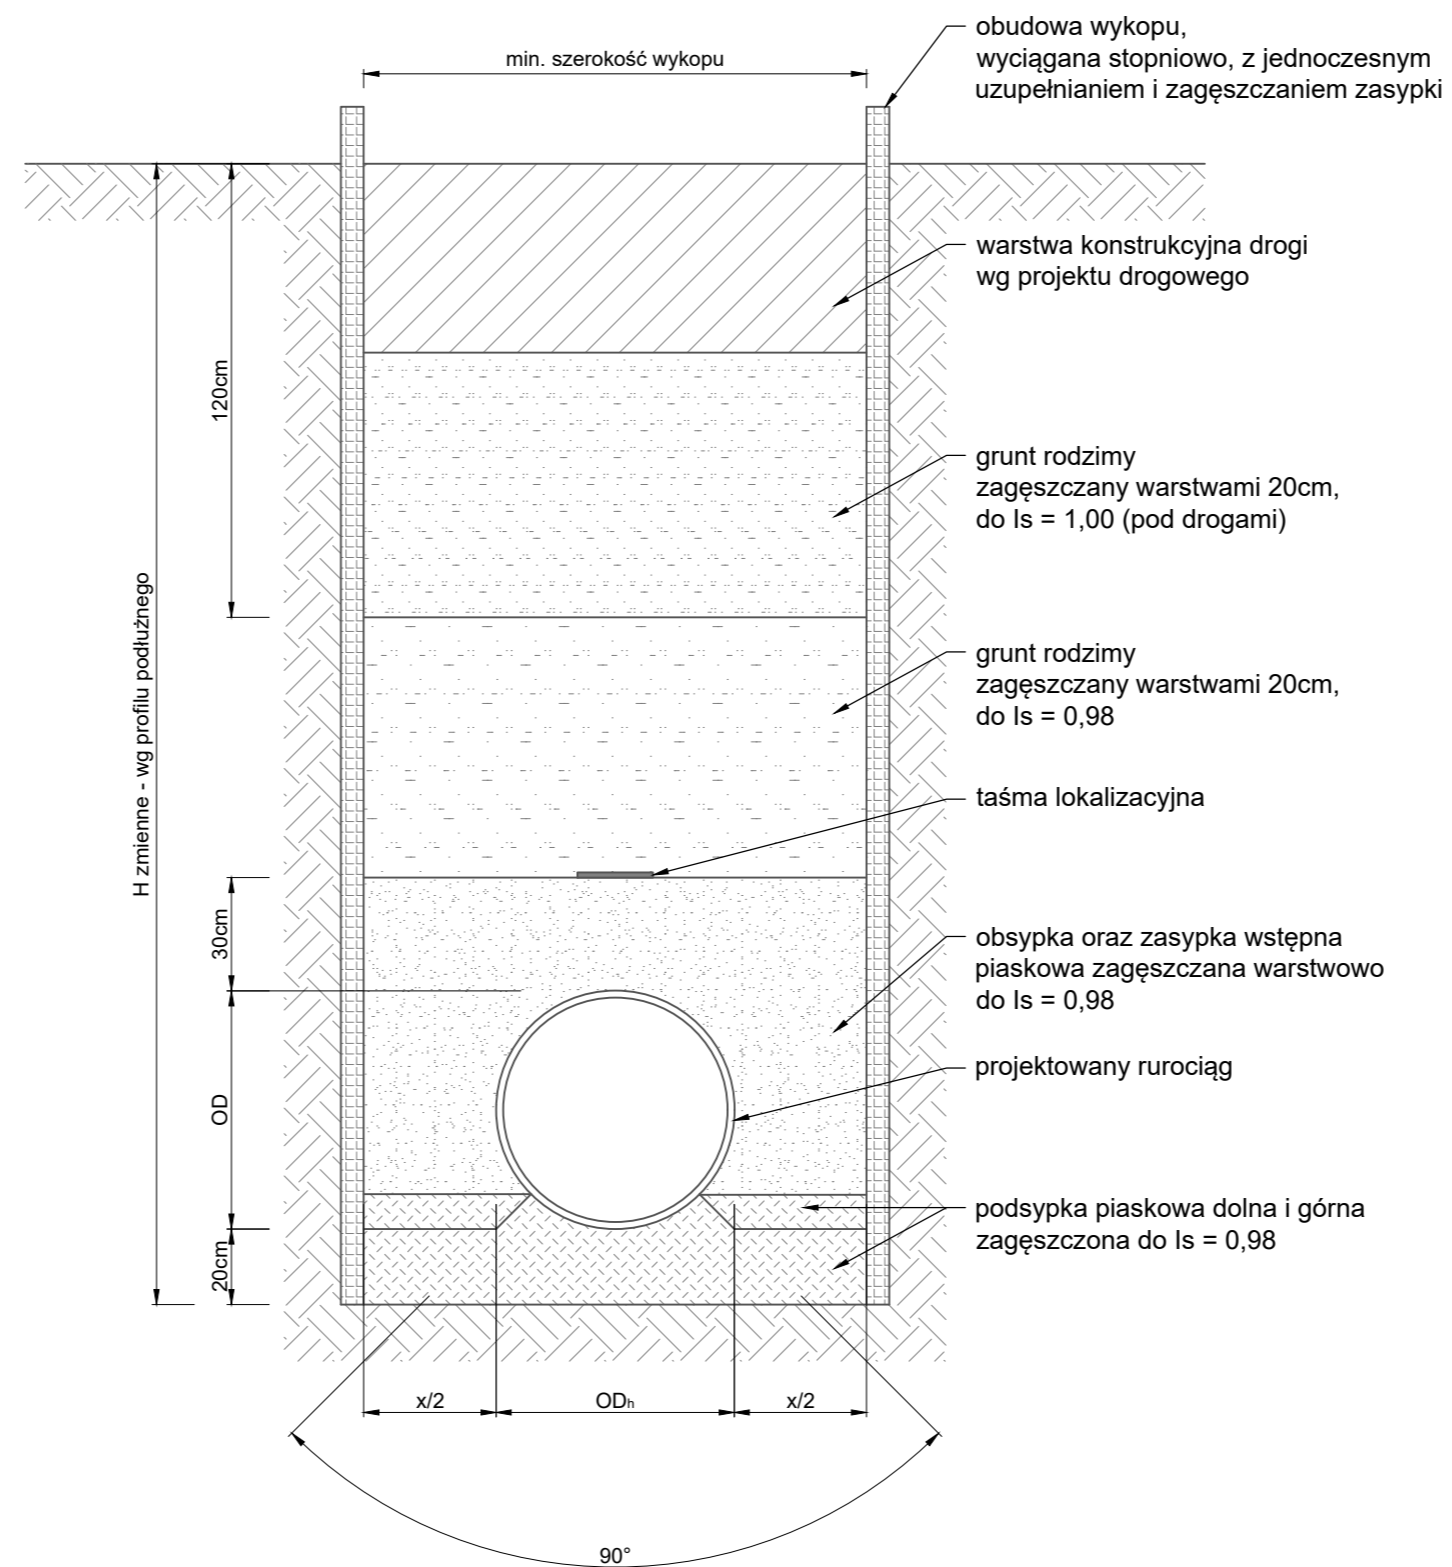 obudowa wykopu,
wyciągana stopniowo, z jednoczesnym
uzupełnianiem i zagęszczaniem zasypki
min. szerokość wykopu
warstwa konstrukcyjna drogi
wg projektu drogowego
120cm
grunt rodzimy
zagęszczany warstwami 20cm,
do Is = 1,00 (pod drogami)
H zmienne - wg profilu podłużnego
grunt rodzimy
zagęszczany warstwami 20cm,
do Is = 0,98
taśma lokalizacyjna
30cm
obsypka oraz zasypka wstępna
piaskowa zagęszczana warstwowo
do Is = 0,98
projektowany rurociąg
OD
podsypka piaskowa dolna i górna
zagęszczona do Is = 0,98
20cm
x/2
ODh
x/2
90°